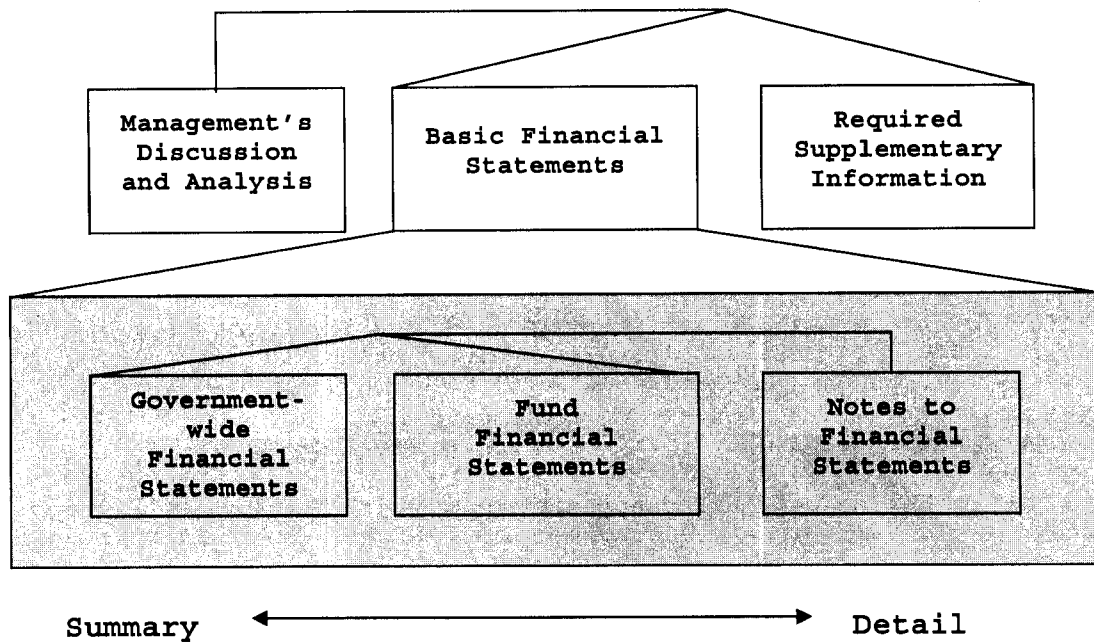 Management's
Discussion
and Analysis
Basic Financial
Statements
Required
Supplementary
Information
Government-
wide
Financial
Statements
Fund
Financial
Statements
Notes to
Financial
Statements
Summary
Detail